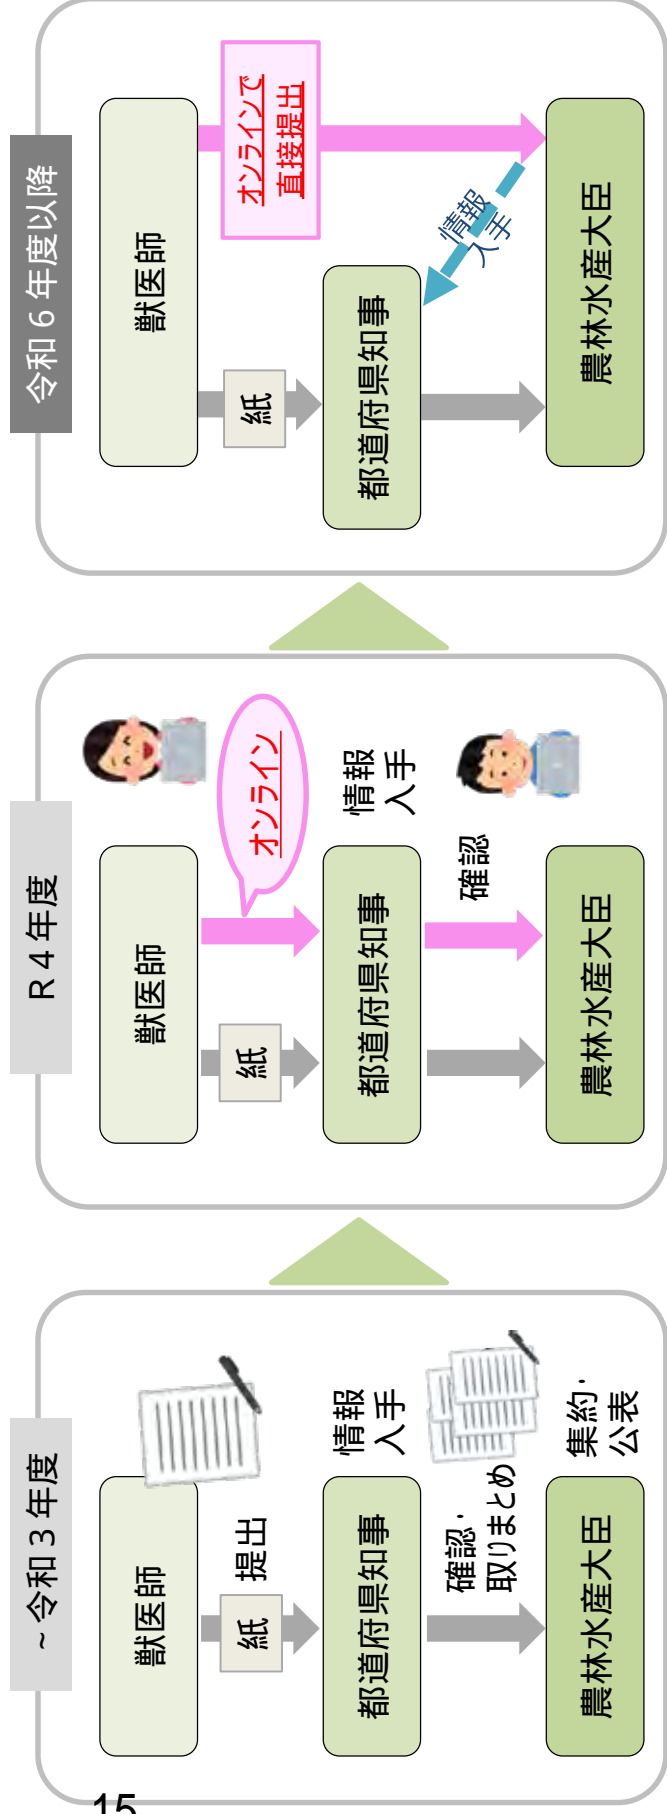 ~令和３年度
獣医師
紙
提出
都道府県知事
情報
入手
確認・
取りまとめ
農林水産大臣
集約・
公表
Ｒ４年度
獣医師
紙
オンライン
都道府県知事
情報
入手
確認
農林水産大臣
令和６年度以降
獣医師
紙
オンラインで
直接提出
都道府県知事
情報
入手
農林水産大臣
15